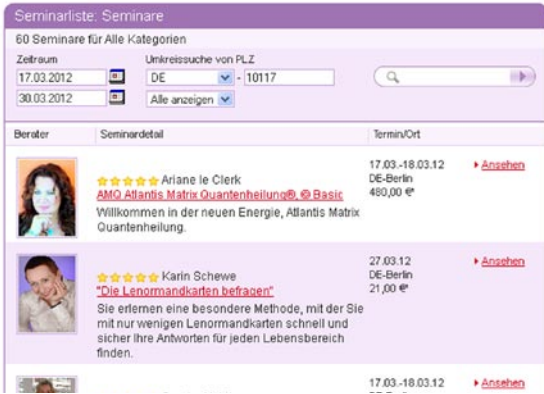 Seminarliste: Seminare
60 Seminare für Alle Kategorien
Zeitraum Umkreissuche von PLZ
17.03.2012 DE - 10117
30.03.2012 Alle anzeigen
Berater Seminardetail Termin/Ort
17.03.-18.03.12 Ansehen
Ariane le Clerk DE-Berlin
AMQ Atlantis Matrix Quantenheilung®, © Basic 480,00 €*
Willkommen in der neuen Energie, Atlantis Matrix
Quantenheilung.
27.03.12 Ansehen
Karin Schewe DE-Berlin
"Die Lenormandkarten befragen" 21,00 €*
Sie erlernen eine besondere Methode, mit der Sie
mit nur wenigen Lenormandkarten schnell und
sicher Ihre Antworten für jeden Lebensbereich
finden.
17.03.-18.03.12 Ansehen